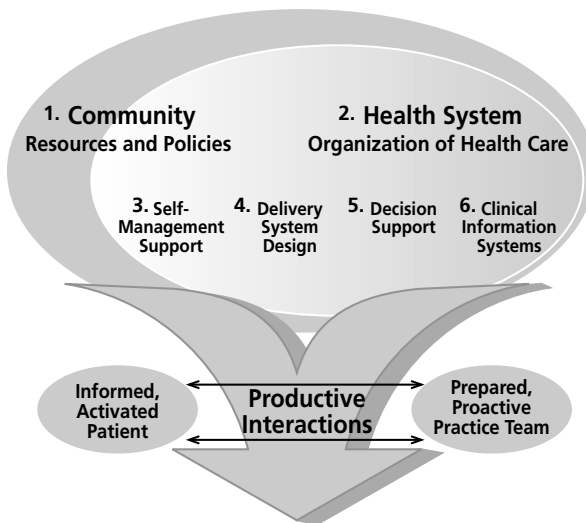 1. Community
Resources and Policies
2. Health System
Organization of Health Care
3. Self-
Management
Support
4. Delivery
System
Design
5. Decision
Support
6. Clinical
Information
Systems
Informed,
Activated
Patient
Productive
Interactions
Prepared,
Proactive
Practice Team